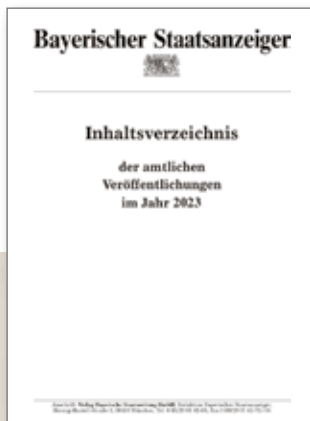 Bayerischer Staatsanzeiger
Inhaltsverzeichnis
der amtlichen
Veröffentlichungen
im Jahr 2023